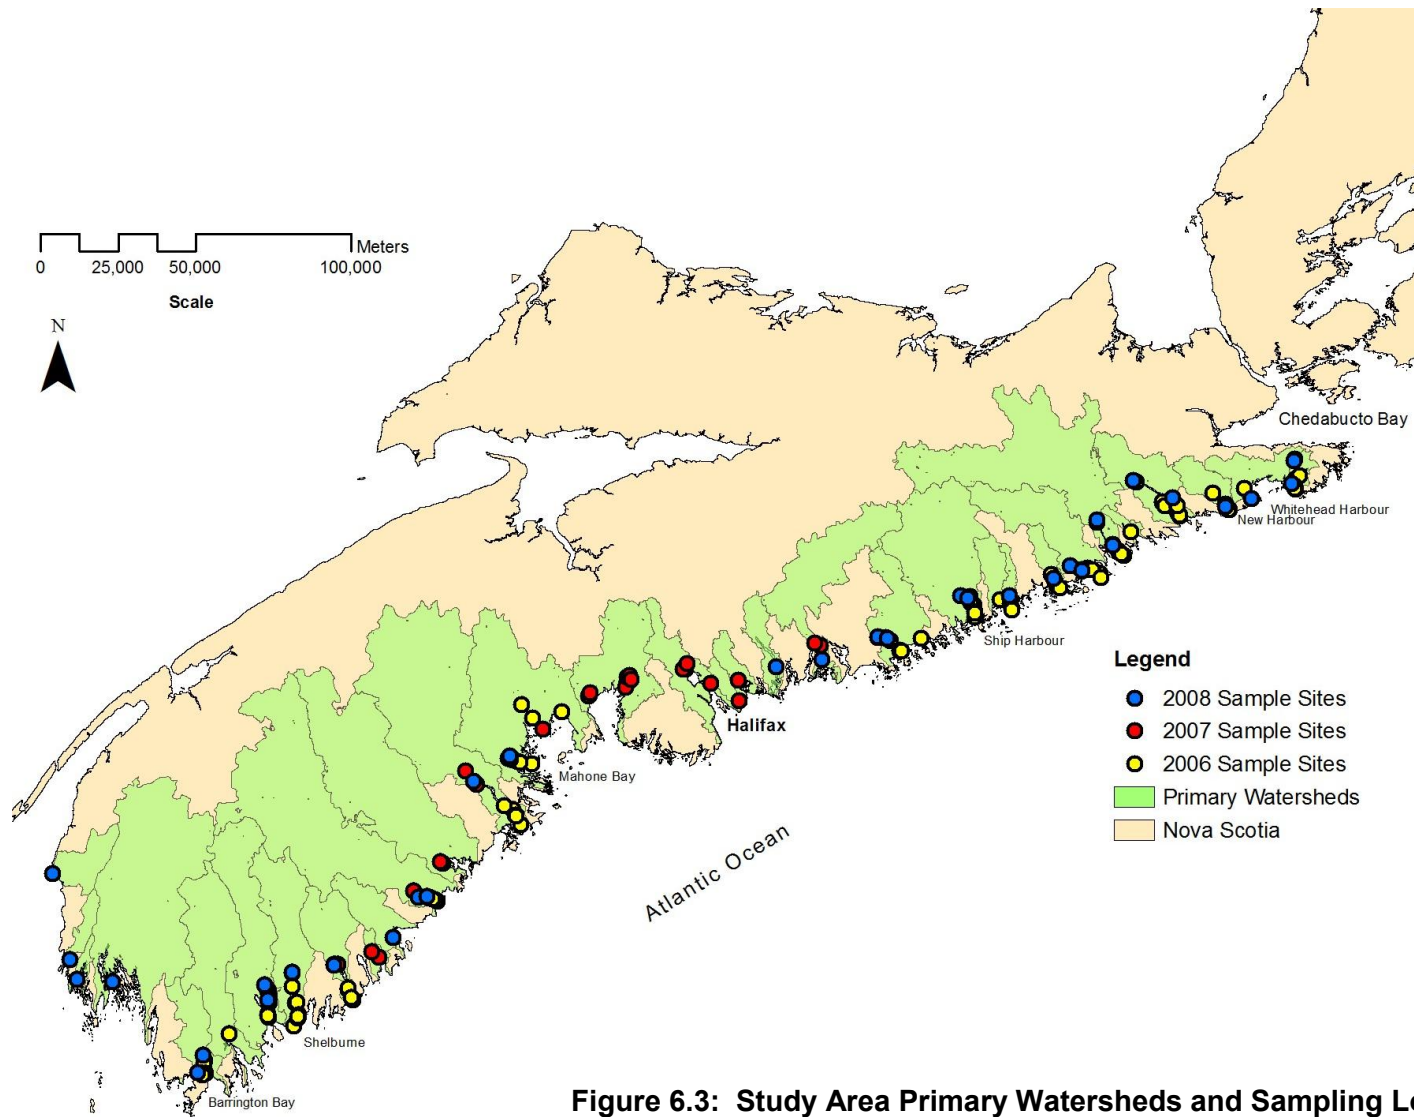 Meters
0 25,000 50,000 100,000
Scale
N
Chedabucto Bay
Whitehead Harbour
New Harbour
Ship Harbour
Legend
2008 Sample Sites
2007 Sample Sites
2006 Sample Sites
Primary Watersheds
Nova Scotia
Halifax
Mahone Bay
Atlantic Ocean
Shelburne
Barrington Bay
Figure 6.3: Study Area Primary Watersheds and Sampling Lo